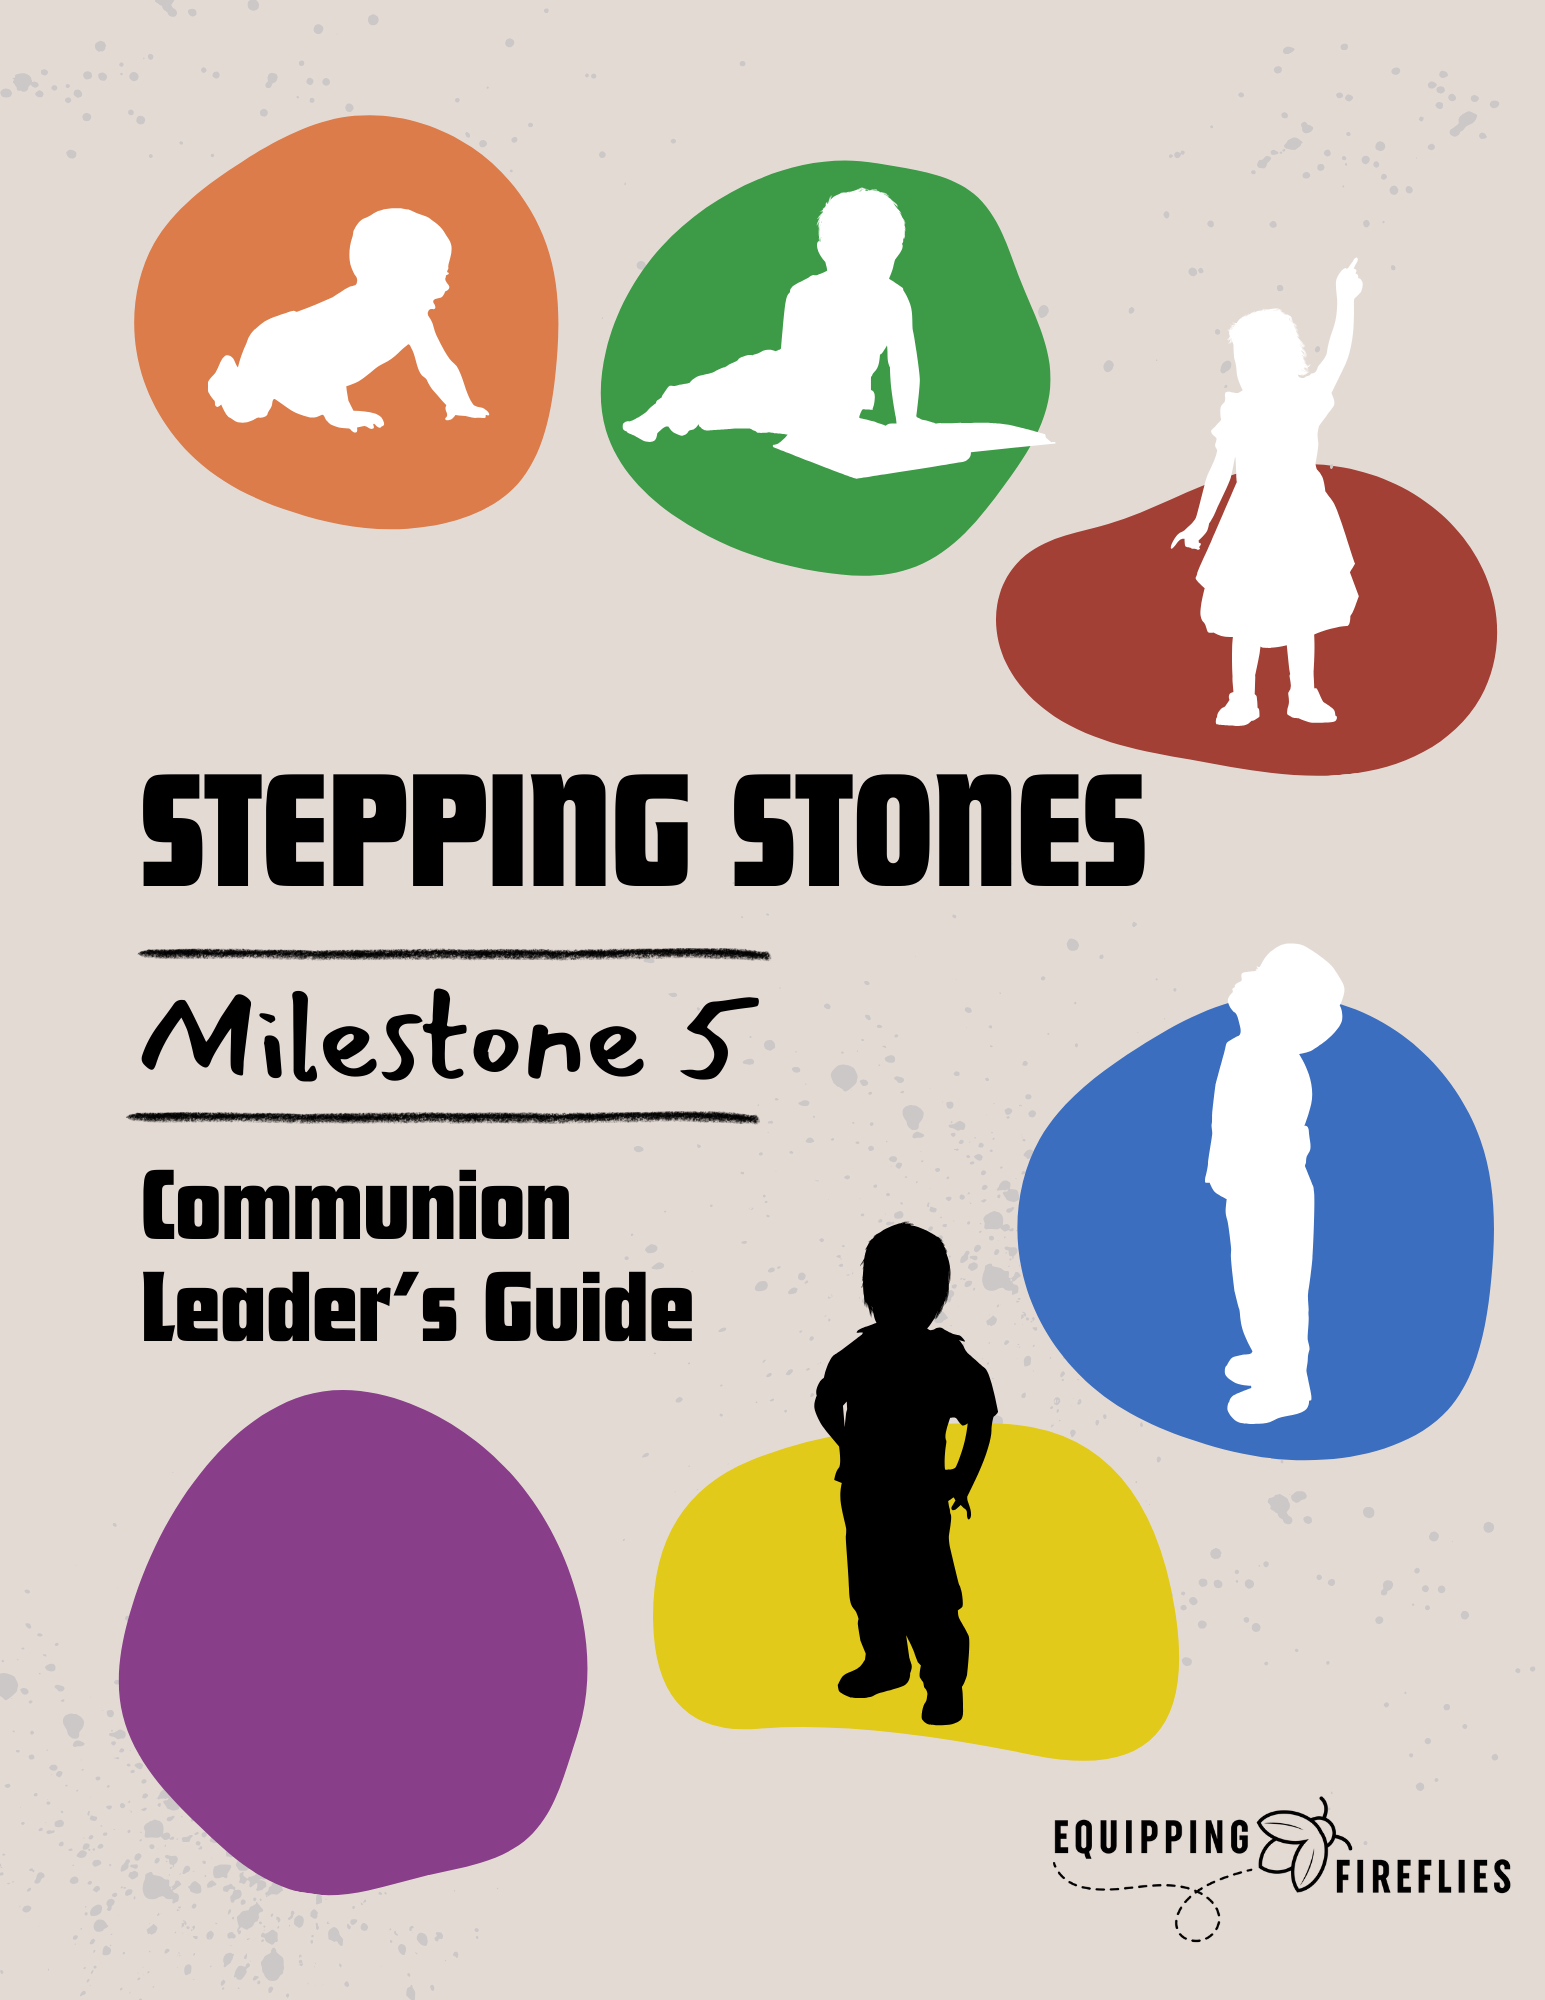 STEPPING STONES
Milestone 5
Communion
Leader's Guide
EQUIPPING
FIREFLIES